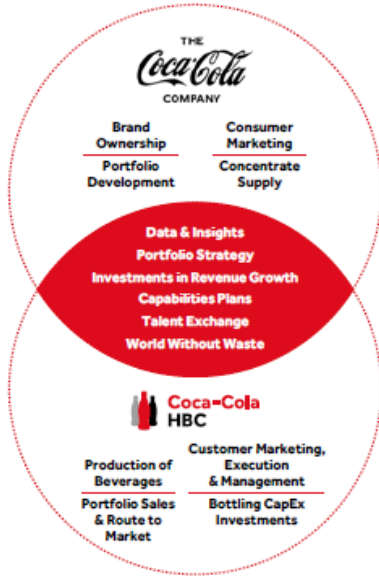 THE
Coca-Cola
COMPANY
Brand
Ownership
Portfolio
Development
Consumer
Marketing
Concentrate
Supply
Data & Insights
Portfolio Strategy
Investments in Revenue Growth
Capabilities Plans
Talent Exchange
World Without Waste
Coca-Cola
HBC
Production of
Beverages
Portfolio Sales
& Route to
Market
Customer Marketing,
Execution
& Management
Bottling CapEx
Investments